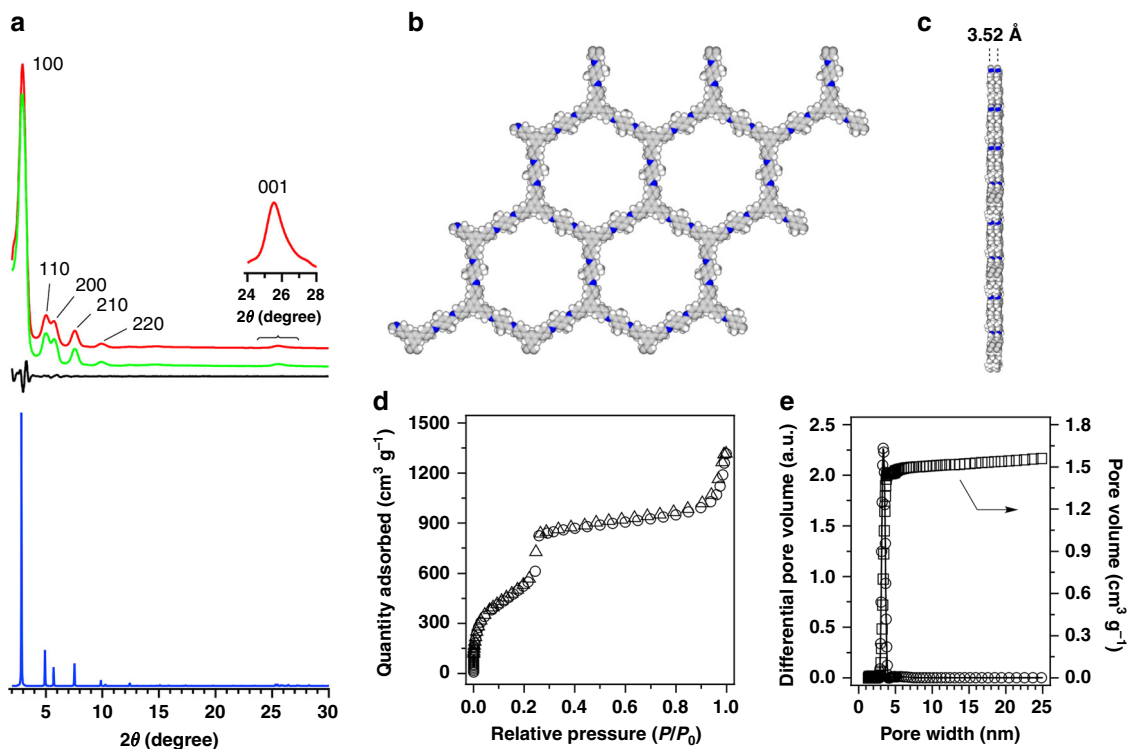 a
100
110
200
210
220
001
24 26 28
2θ (degree)
5 10 15 20 25 30
2θ (degree)
b
c
3.52 Å
d
1500
1200
900
600
300
0
Quantity adsorbed (cm³ g⁻¹)
0.0 0.2 0.4 0.6 0.8 1.0
Relative pressure (P/P₀)
e
2.5
2.0
1.5
1.0
0.75
0.25
0.0
Differential pore volume (a.u.)
1.8
1.5
1.2
0.9
0.6
0.3
0.0
Pore volume (cm³ g⁻¹)
0 5 10 15 20 25
Pore width (nm)